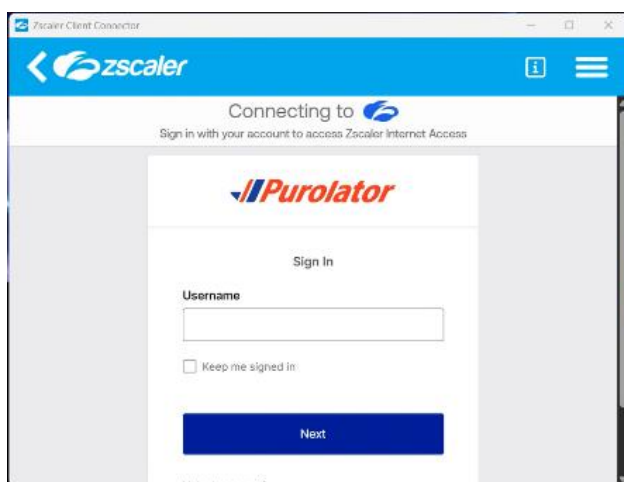 Zscaler Client Connector
zscaler
Connecting to
Sign in with your account to access Zscaler Internet Access
Purolator
Sign In
Username
Keep me signed in
Next